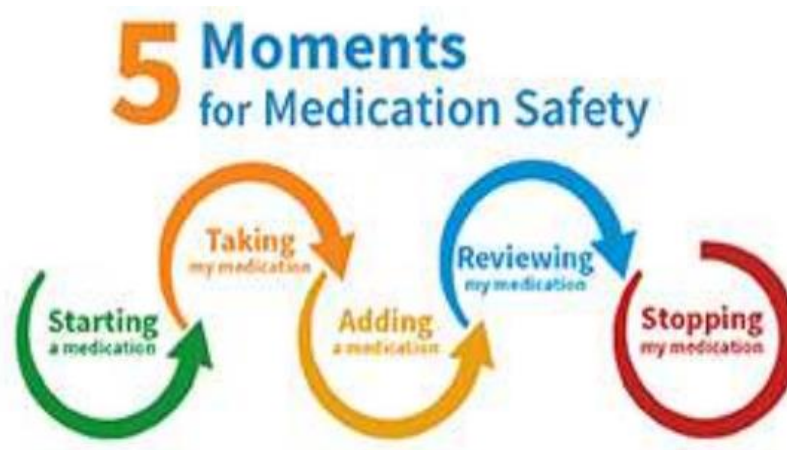 5 Moments
for Medication Safety
Starting
a medication
Taking
my medication
Adding
a medication
Reviewing
my medication
Stopping
my medication